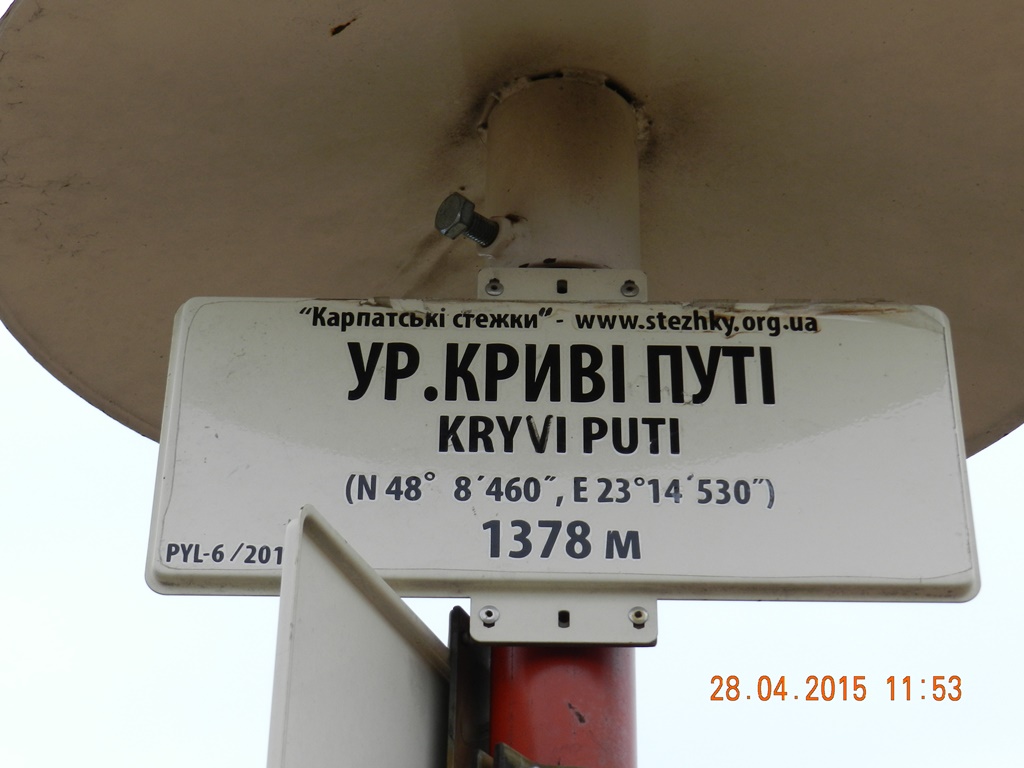 "Карпатські стежки" - www.stezhky.org.ua
УР.КРИВІ ПУТІ
KRYVI PUTI
(N 48° 8´460˝, E 23°14´530˝)
1378 м
PYL-6 /201
28.04.2015 11:53